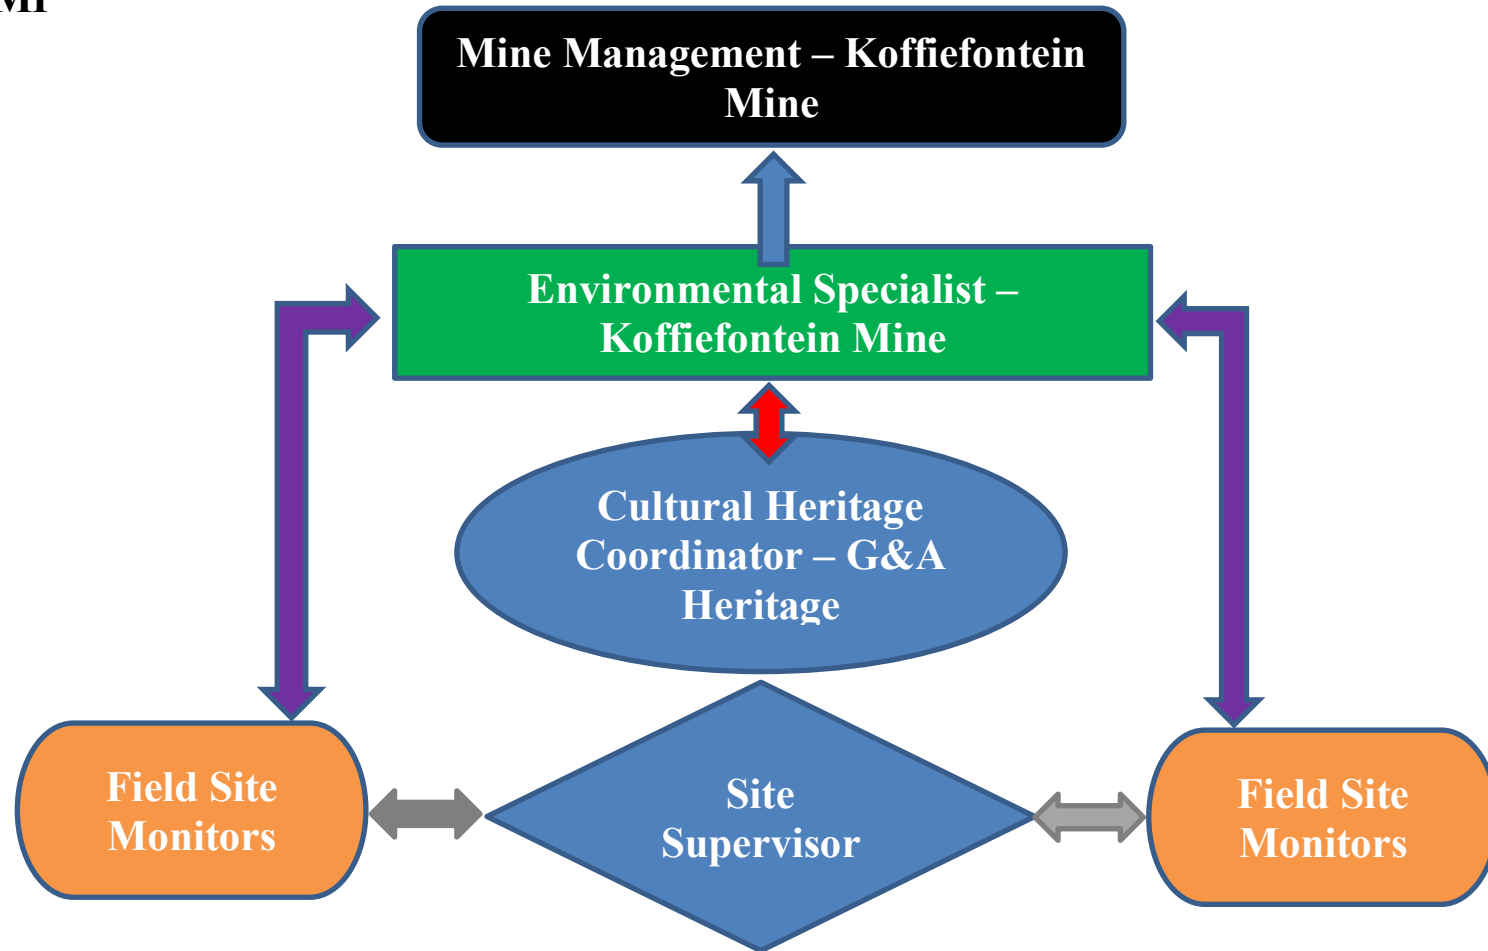 Mine Management – Koffiefontein
Mine
Environmental Specialist –
Koffiefontein Mine
Cultural Heritage
Coordinator – G&A
Heritage
Field Site
Monitors
Site
Supervisor
Field Site
Monitors